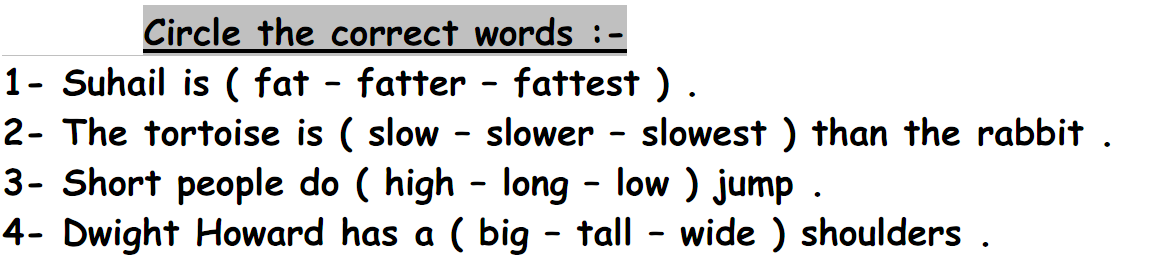 Circle the correct words :-
1- Suhail is ( fat – fatter – fattest ) .
2- The tortoise is ( slow – slower – slowest ) than the rabbit .
3- Short people do ( high – long – low ) jump .
4- Dwight Howard has a ( big – tall – wide ) shoulders .